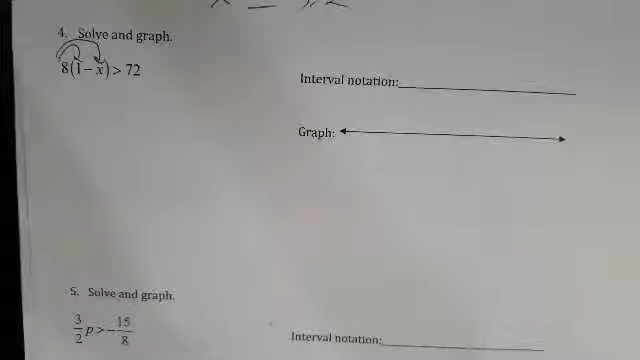 4. Solve and graph.
8(1 − x) > 72
Interval notation:
Graph:
5. Solve and graph.
3/2 p > − 15/8
Interval notation: